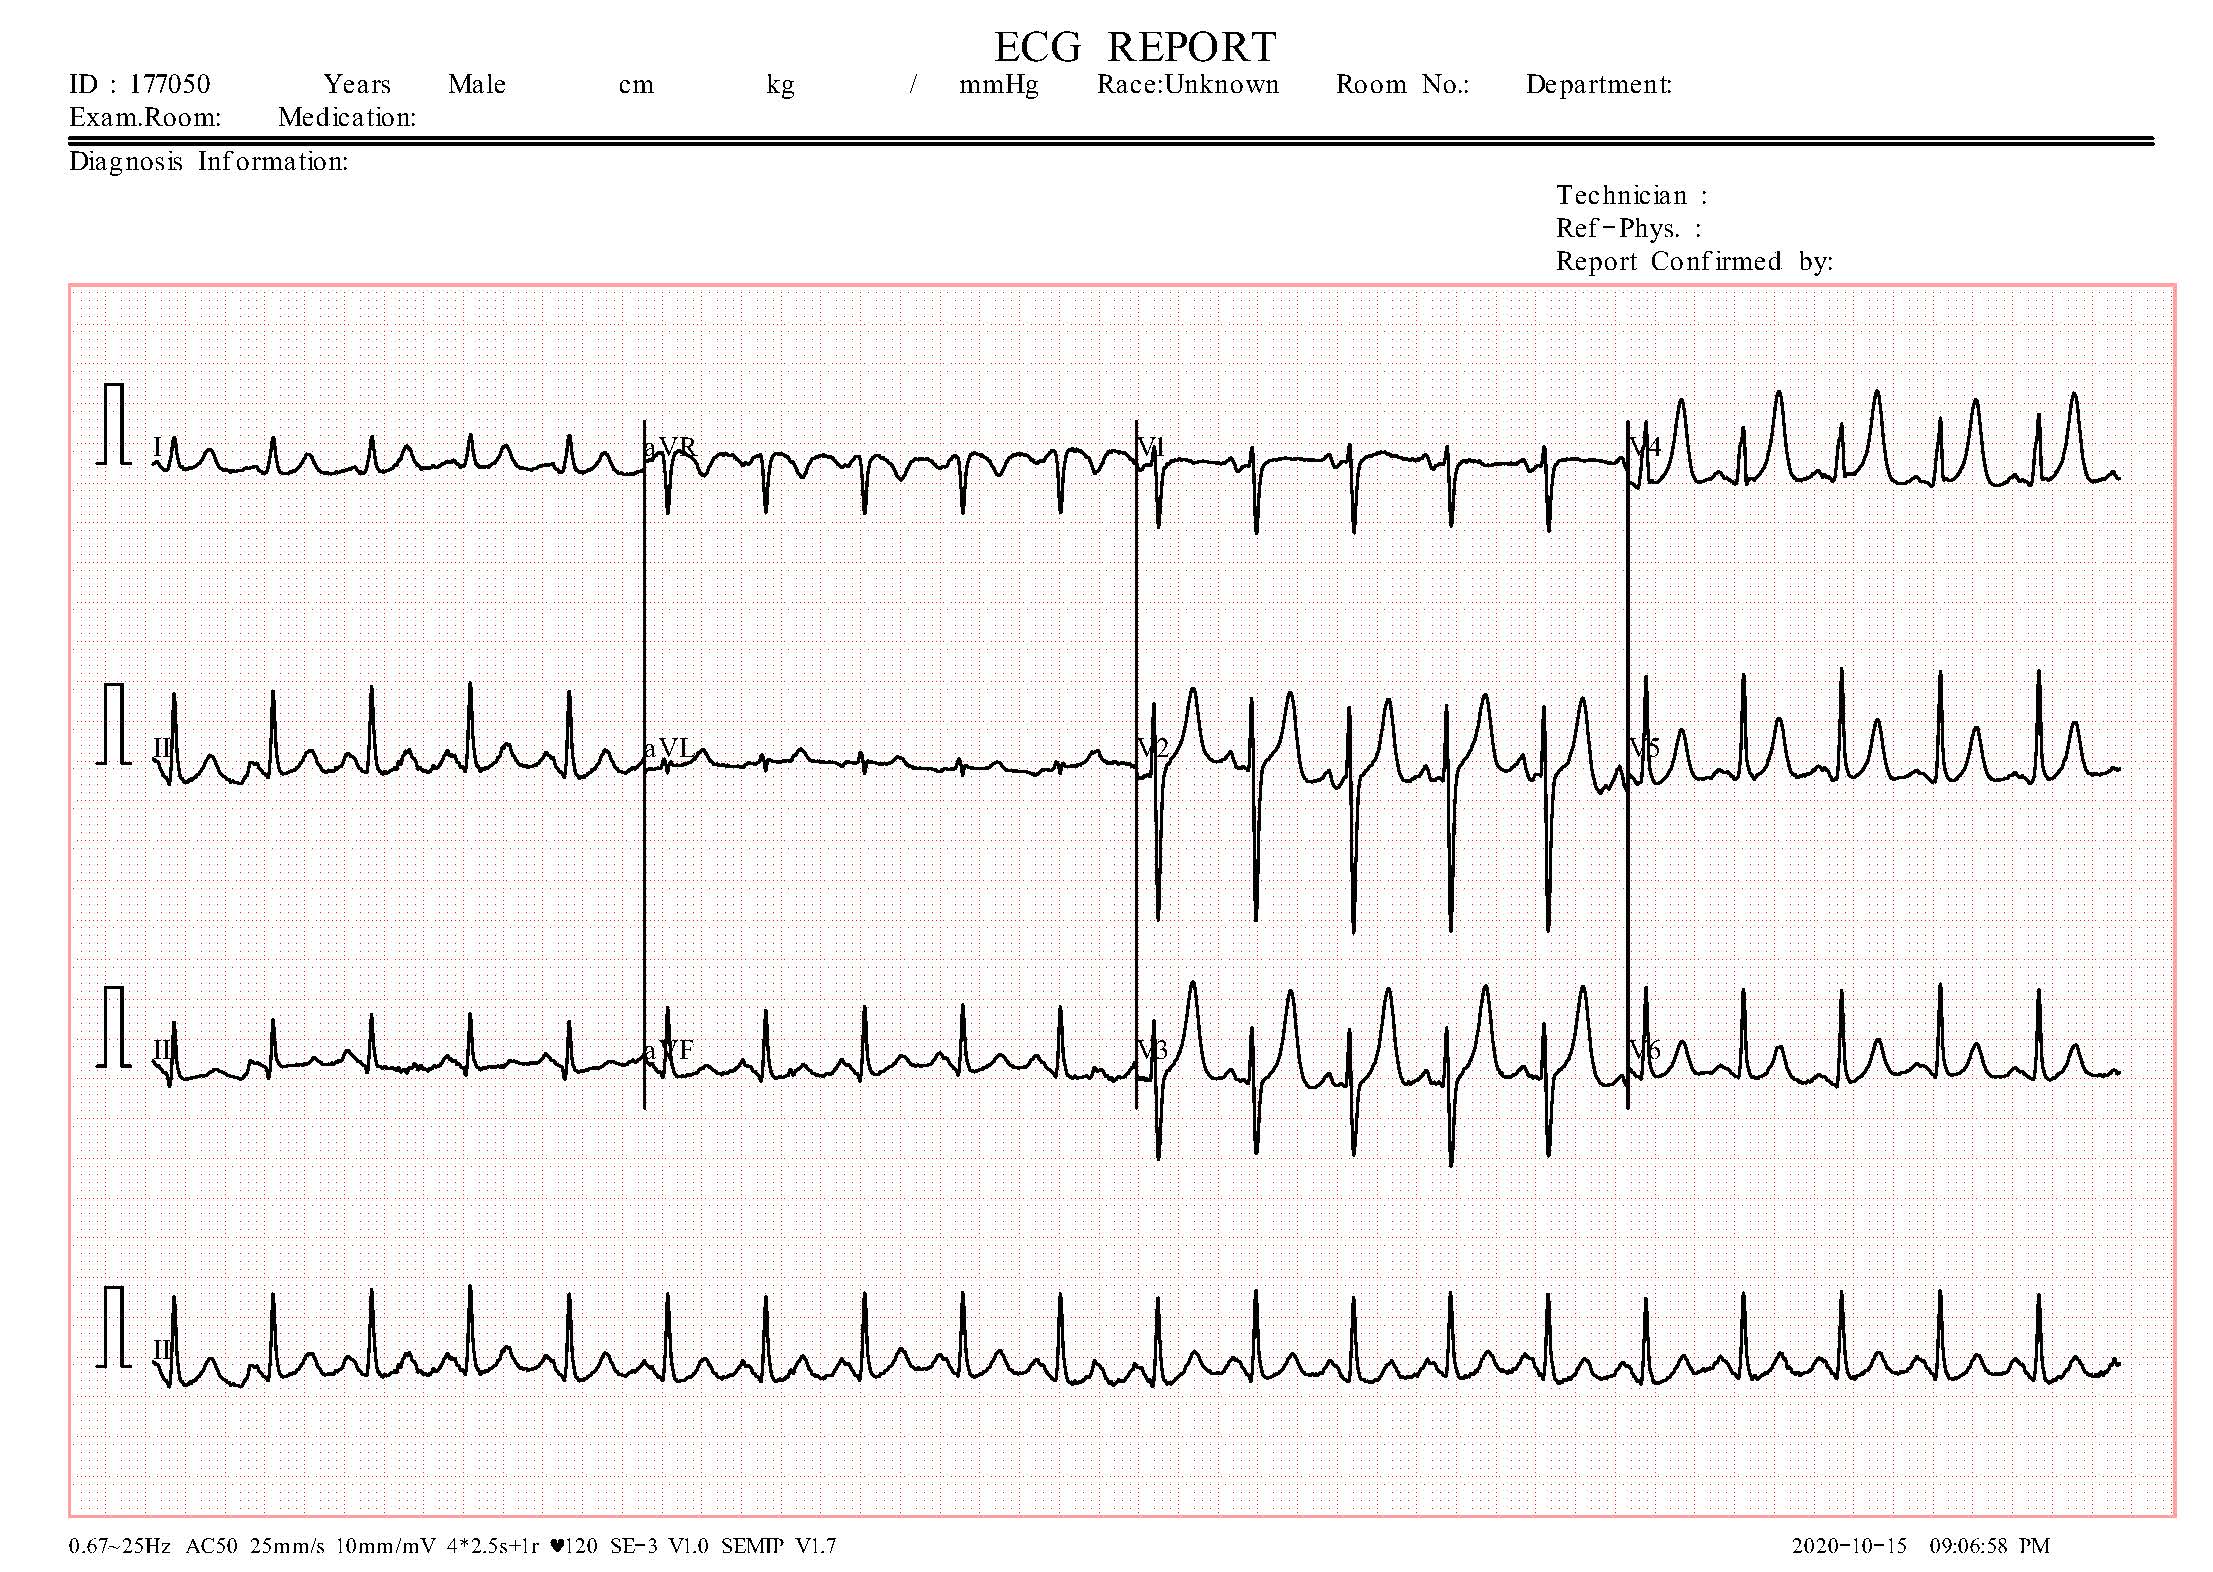 ECG REPORT
ID : 177050 Years Male cm kg / mmHg Race:Unknown Room No.: Department:
Exam.Room: Medication:
Diagnosis Information:
Technician :
Ref-Phys. :
Report Confirmed by:
I aVR V1 V4
II aVL V2 V5
III aVF V3 V6
II
0.67~25Hz AC50 25mm/s 10mm/mV 4*2.5s+1r ♥120 SE-3 V1.0 SEMIP V1.7 2020-10-15 09:06:58 PM